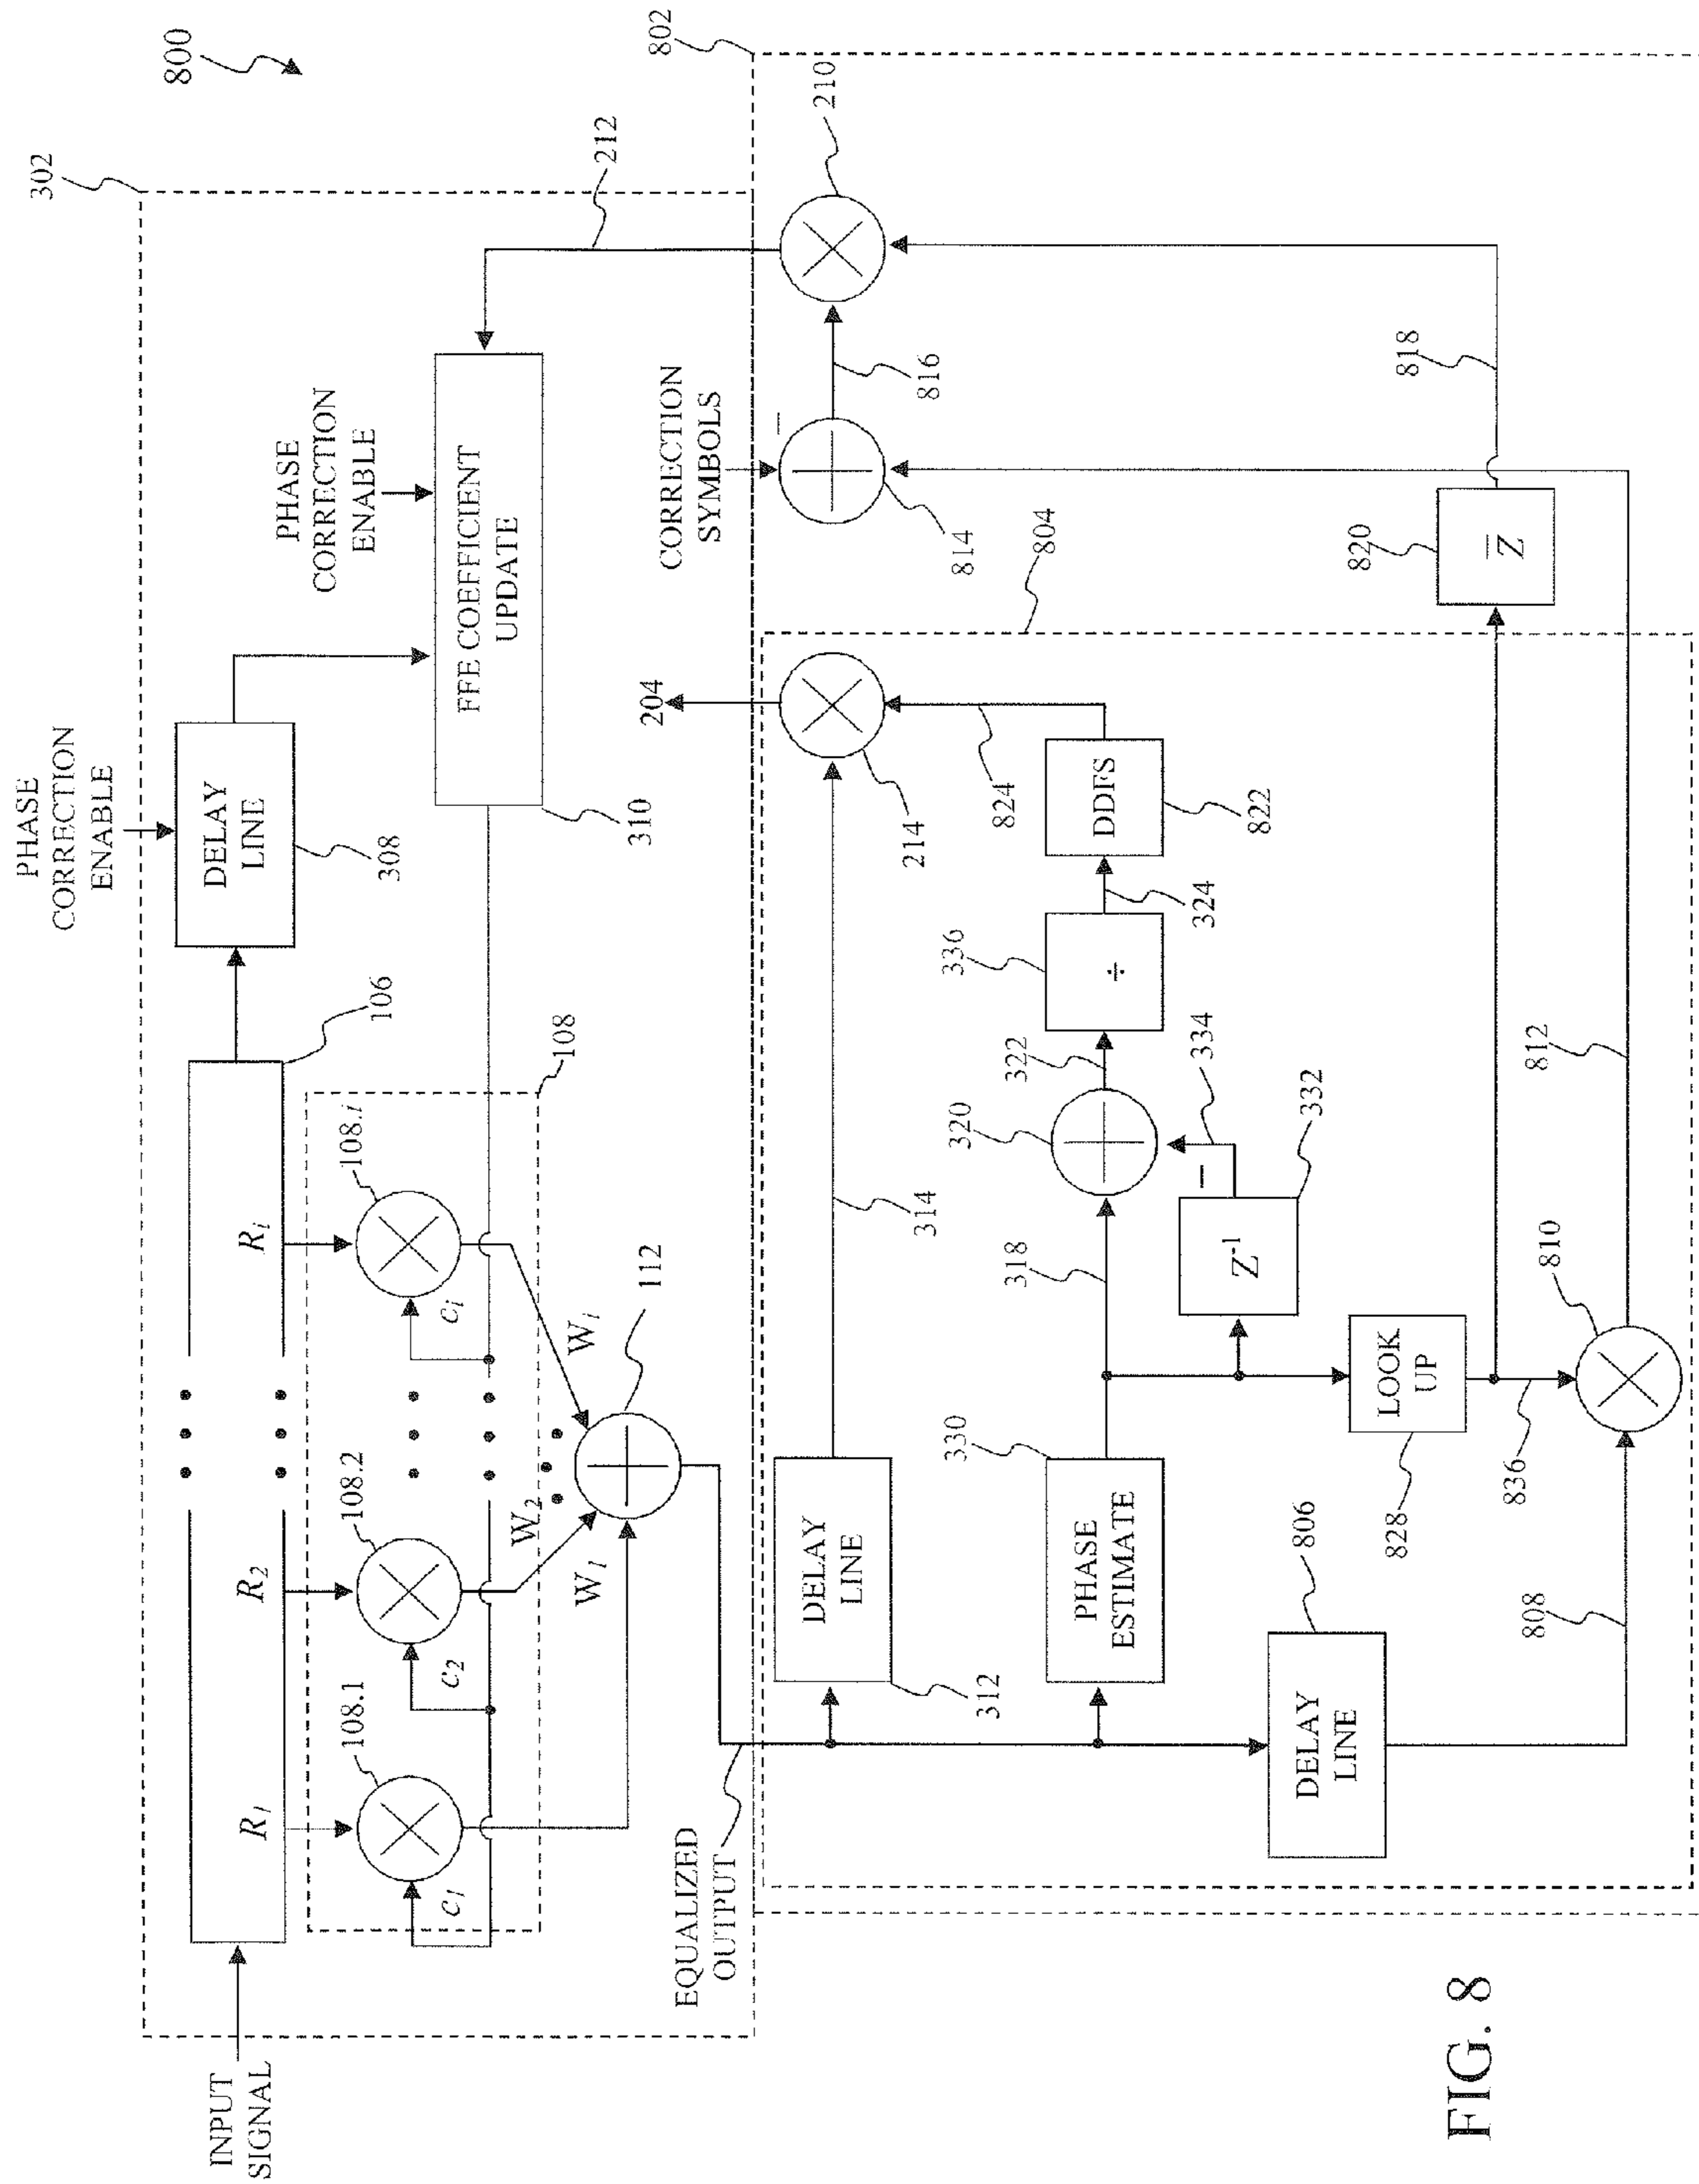 800
302
802
PHASE
CORRECTION
ENABLE
DELAY
LINE
308
PHASE
CORRECTION
ENABLE
FFE COEFFICIENT
UPDATE
310
212
INPUT
SIGNAL
R1
R2
Ri
106
108.1
108.2
108.i
108
c1
c2
ci
W1
W2
Wi
112
EQUALIZED
OUTPUT
CORRECTION
SYMBOLS
−
814
816
210
204
804
DELAY
LINE
312
314
214
PHASE
ESTIMATE
330
318
320
322
÷
336
324
DDFS
822
824
−
334
Z-1
332
LOOK
UP
828
836
DELAY
LINE
806
808
810
812
Z̅
820
818
FIG. 8